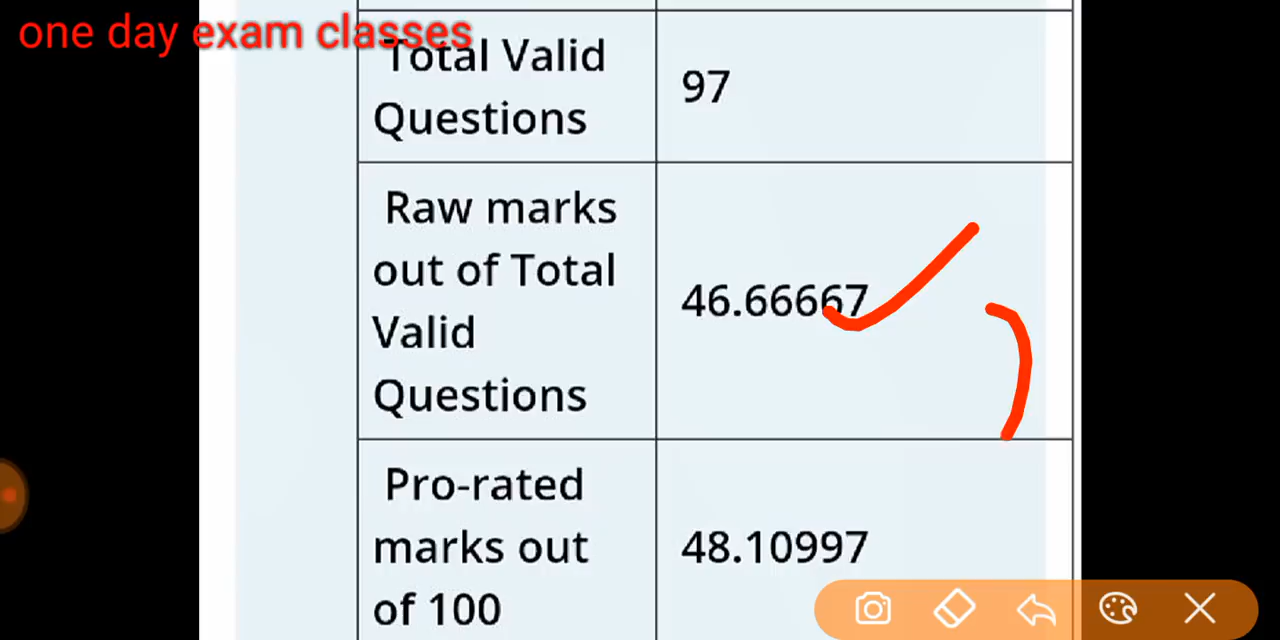 one day exam classes
Total Valid
Questions
97
Raw marks
out of Total
Valid
Questions
46.66667
Pro-rated
marks out
of 100
48.10997